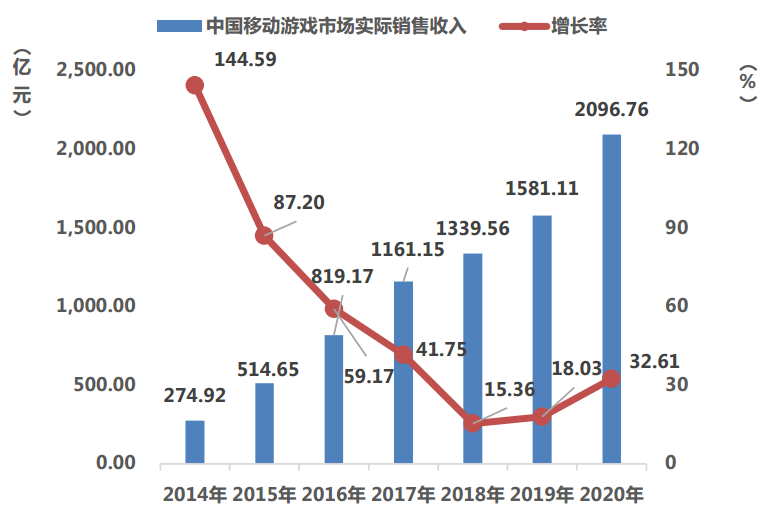 中国移动游戏市场实际销售收入 增长率
（亿元） （%）
144.59
2,500.00 150
2096.76
2,000.00 120
87.20 1581.11
1,500.00 1339.56 90
1161.15
819.17
1,000.00 60
41.75 32.61
514.65 59.17 18.03
500.00 274.92 15.36 30
0.00 0
2014年 2015年 2016年 2017年 2018年 2019年 2020年